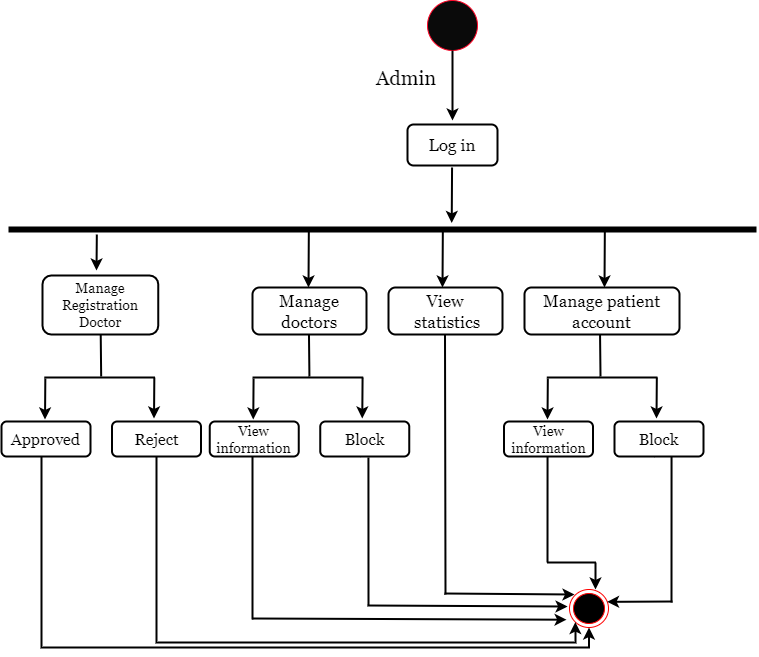 Admin
Log in
Manage
Registration
Doctor
Manage
doctors
View
statistics
Manage patient
account
Approved
Reject
View
information
Block
View
information
Block